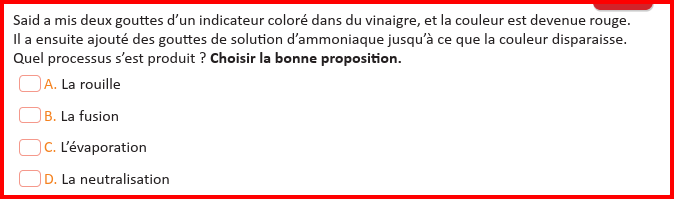 Said a mis deux gouttes d’un indicateur coloré dans du vinaigre, et la couleur est devenue rouge.
Il a ensuite ajouté des gouttes de solution d’ammoniaque jusqu’à ce que la couleur disparaisse.
Quel processus s’est produit ? Choisir la bonne proposition.
A. La rouille
B. La fusion
C. L’évaporation
D. La neutralisation